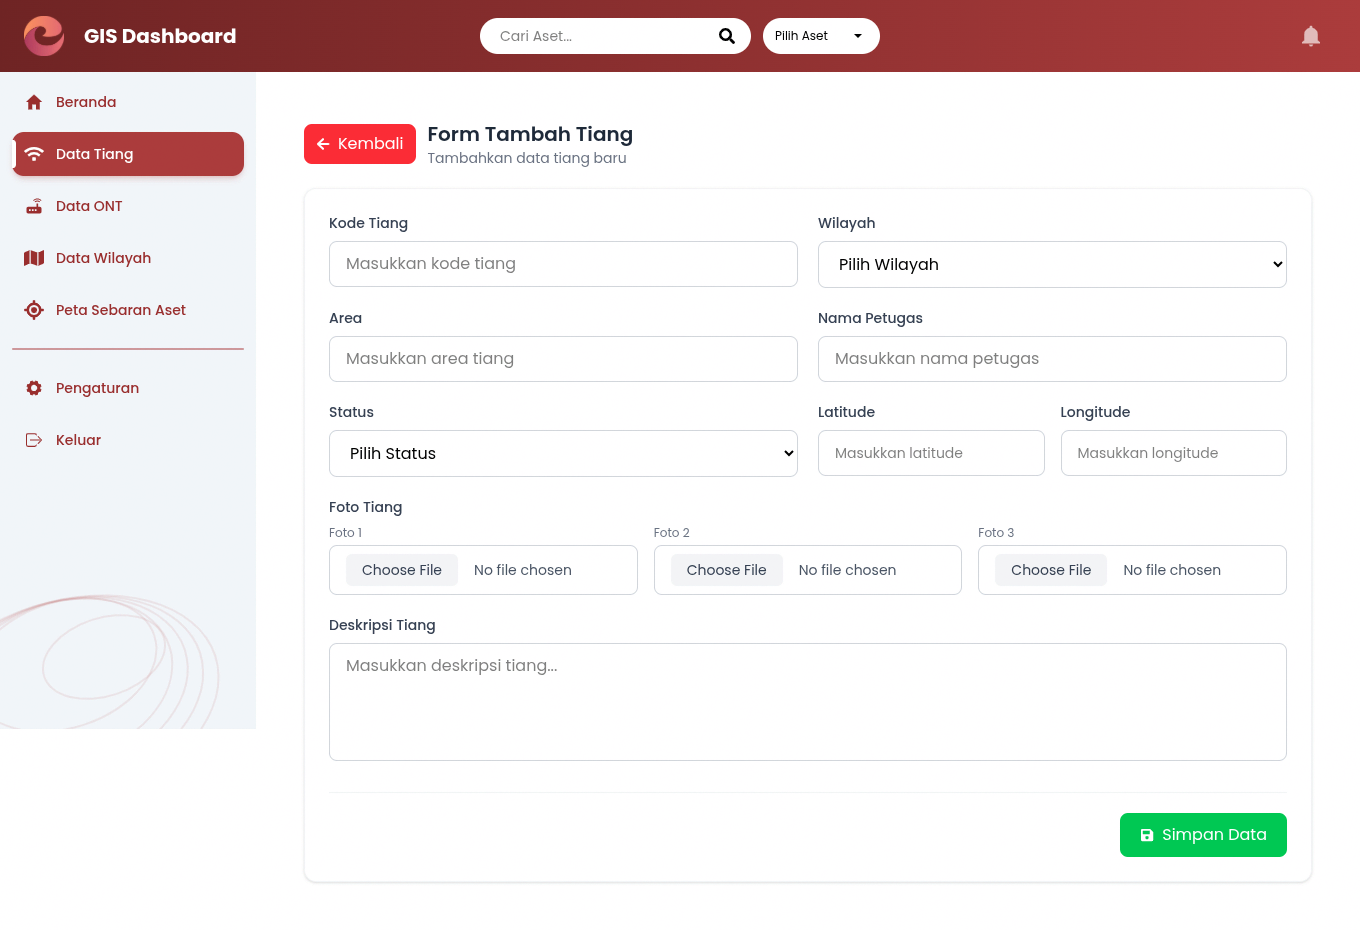 GIS Dashboard
Cari Aset...
Pilih Aset
Beranda
Data Tiang
Data ONT
Data Wilayah
Peta Sebaran Aset
Pengaturan
Keluar
Kembali
Form Tambah Tiang
Tambahkan data tiang baru
Kode Tiang
Wilayah
Masukkan kode tiang
Pilih Wilayah
Area
Nama Petugas
Masukkan area tiang
Masukkan nama petugas
Status
Latitude
Longitude
Pilih Status
Masukkan latitude
Masukkan longitude
Foto Tiang
Foto 1
Foto 2
Foto 3
Choose File No file chosen
Choose File No file chosen
Choose File No file chosen
Deskripsi Tiang
Masukkan deskripsi tiang...
Simpan Data